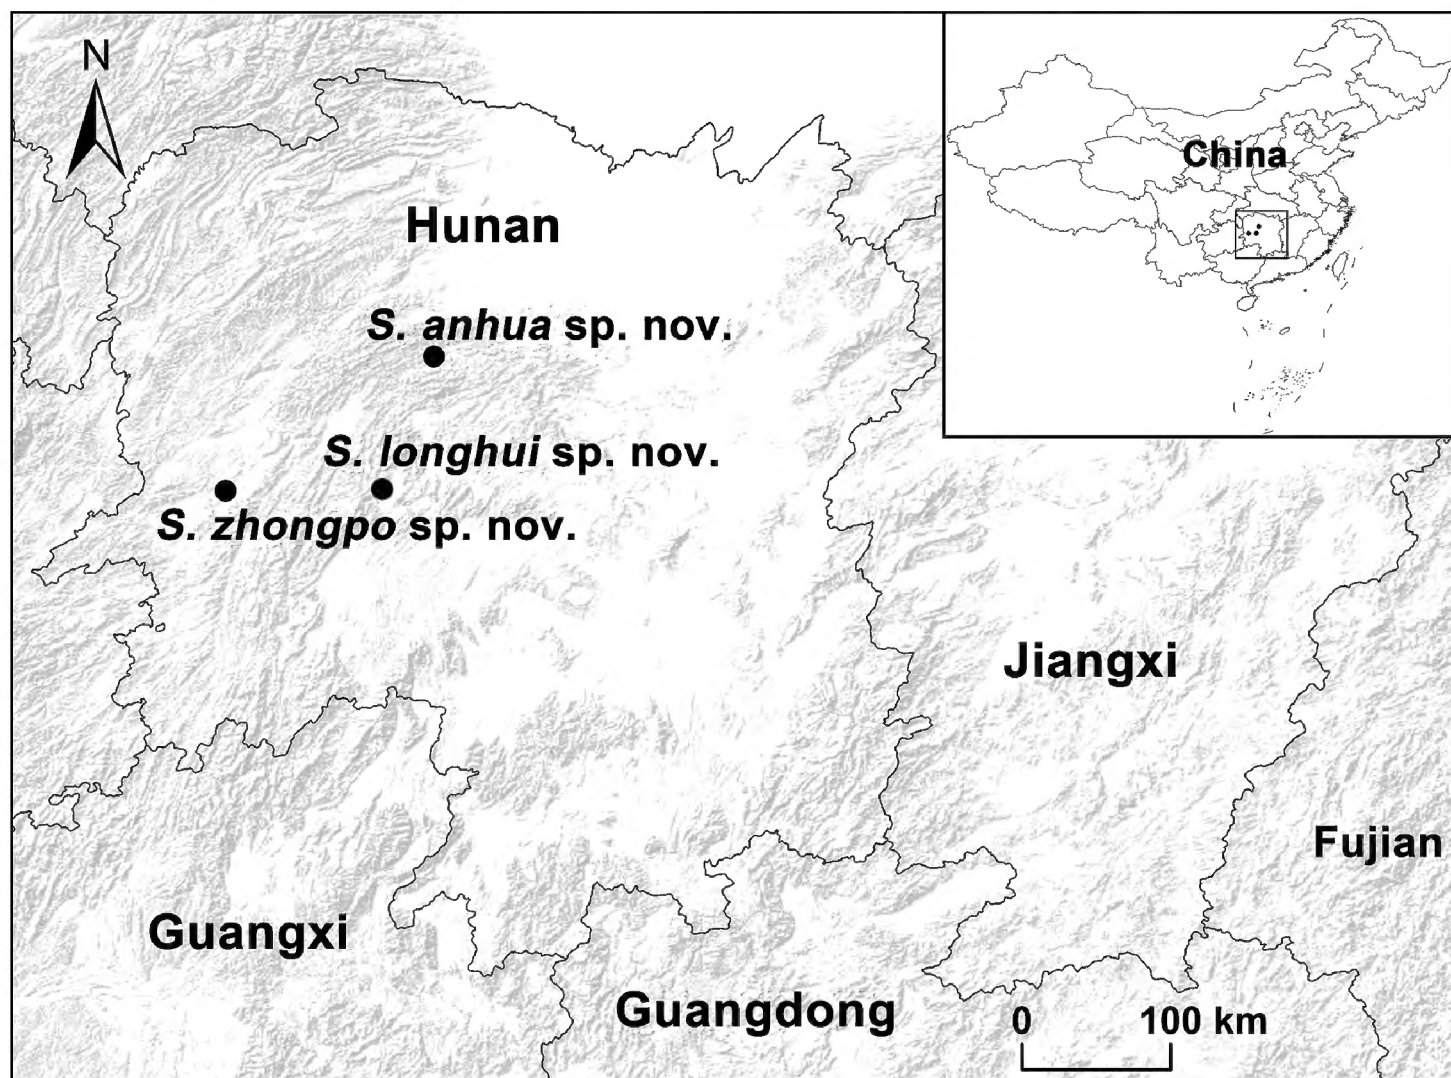 N
China
Hunan
S. anhua sp. nov.
S. longhui sp. nov.
S. zhongpo sp. nov.
Jiangxi
Fujian
Guangxi
Guangdong
0 100 km